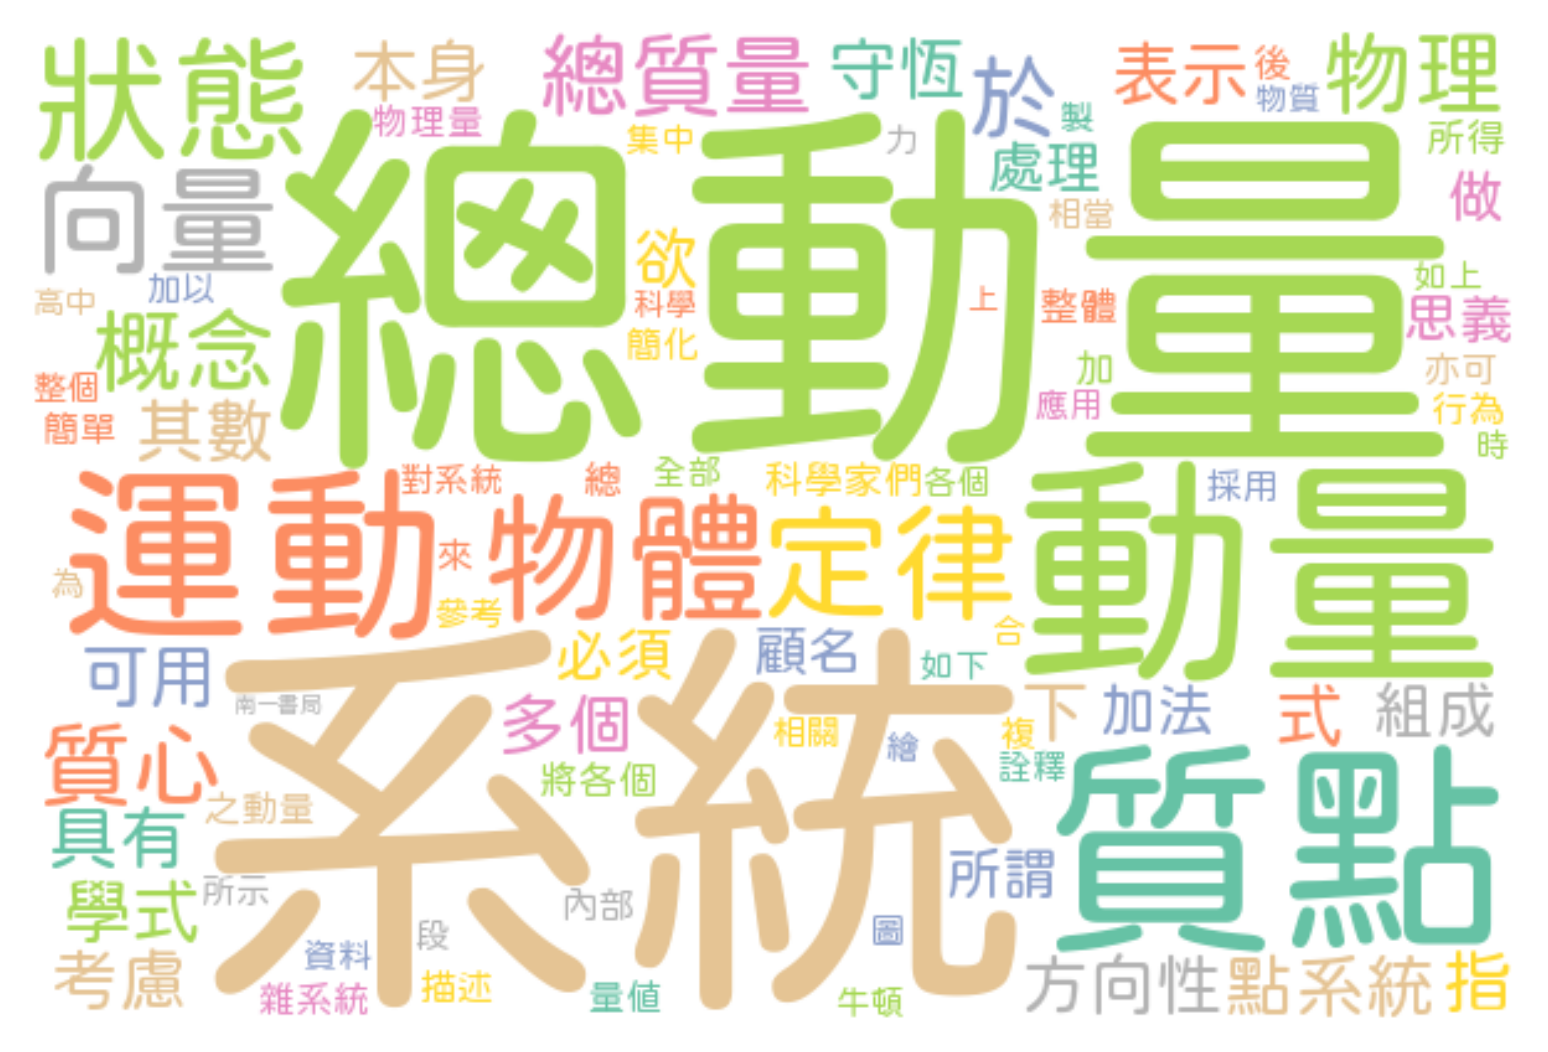 狀態
本身
總質量
守恆
於
表示
後
物理
物質
物理量
集中
力
製
所得
總動量
處理
向量
相當
做
欲
加以
高中
科學
上
整體
如上
思義
概念
簡化
加
亦可
整個
應用
行為
簡單
其數
時
運動
對系統
總
全部
科學家們
各個
採用
動量
物體
定律
來
為
參考
合
必須
顧名
如下
可用
系統
南一書局
多個
相關
繪
複
下
加法
式
組成
質心
將各個
詮釋
質點
之動量
具有
所謂
學式
所示
內部
段
圖
考慮
資料
雜系統
描述
量值
牛頓
方向性
點系統
指